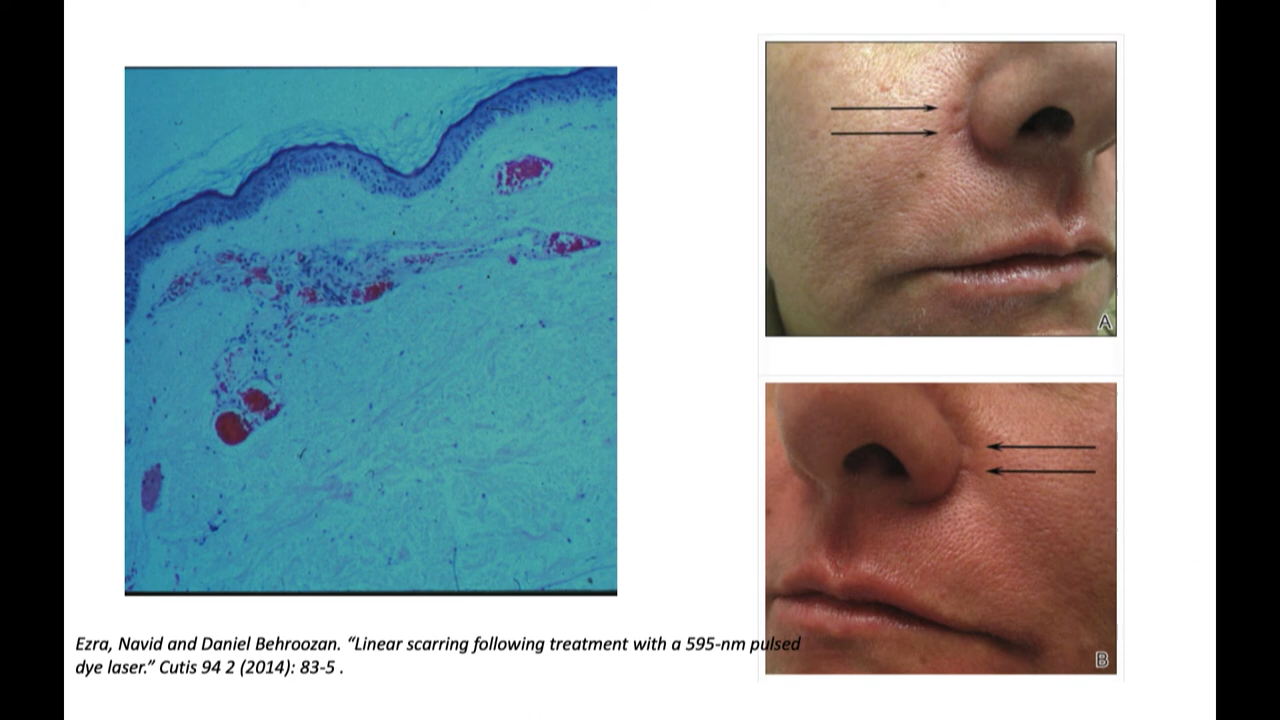 A
B
Ezra, Navid and Daniel Behroozan. “Linear scarring following treatment with a 595-nm pulsed
dye laser.” Cutis 94 2 (2014): 83-5 .